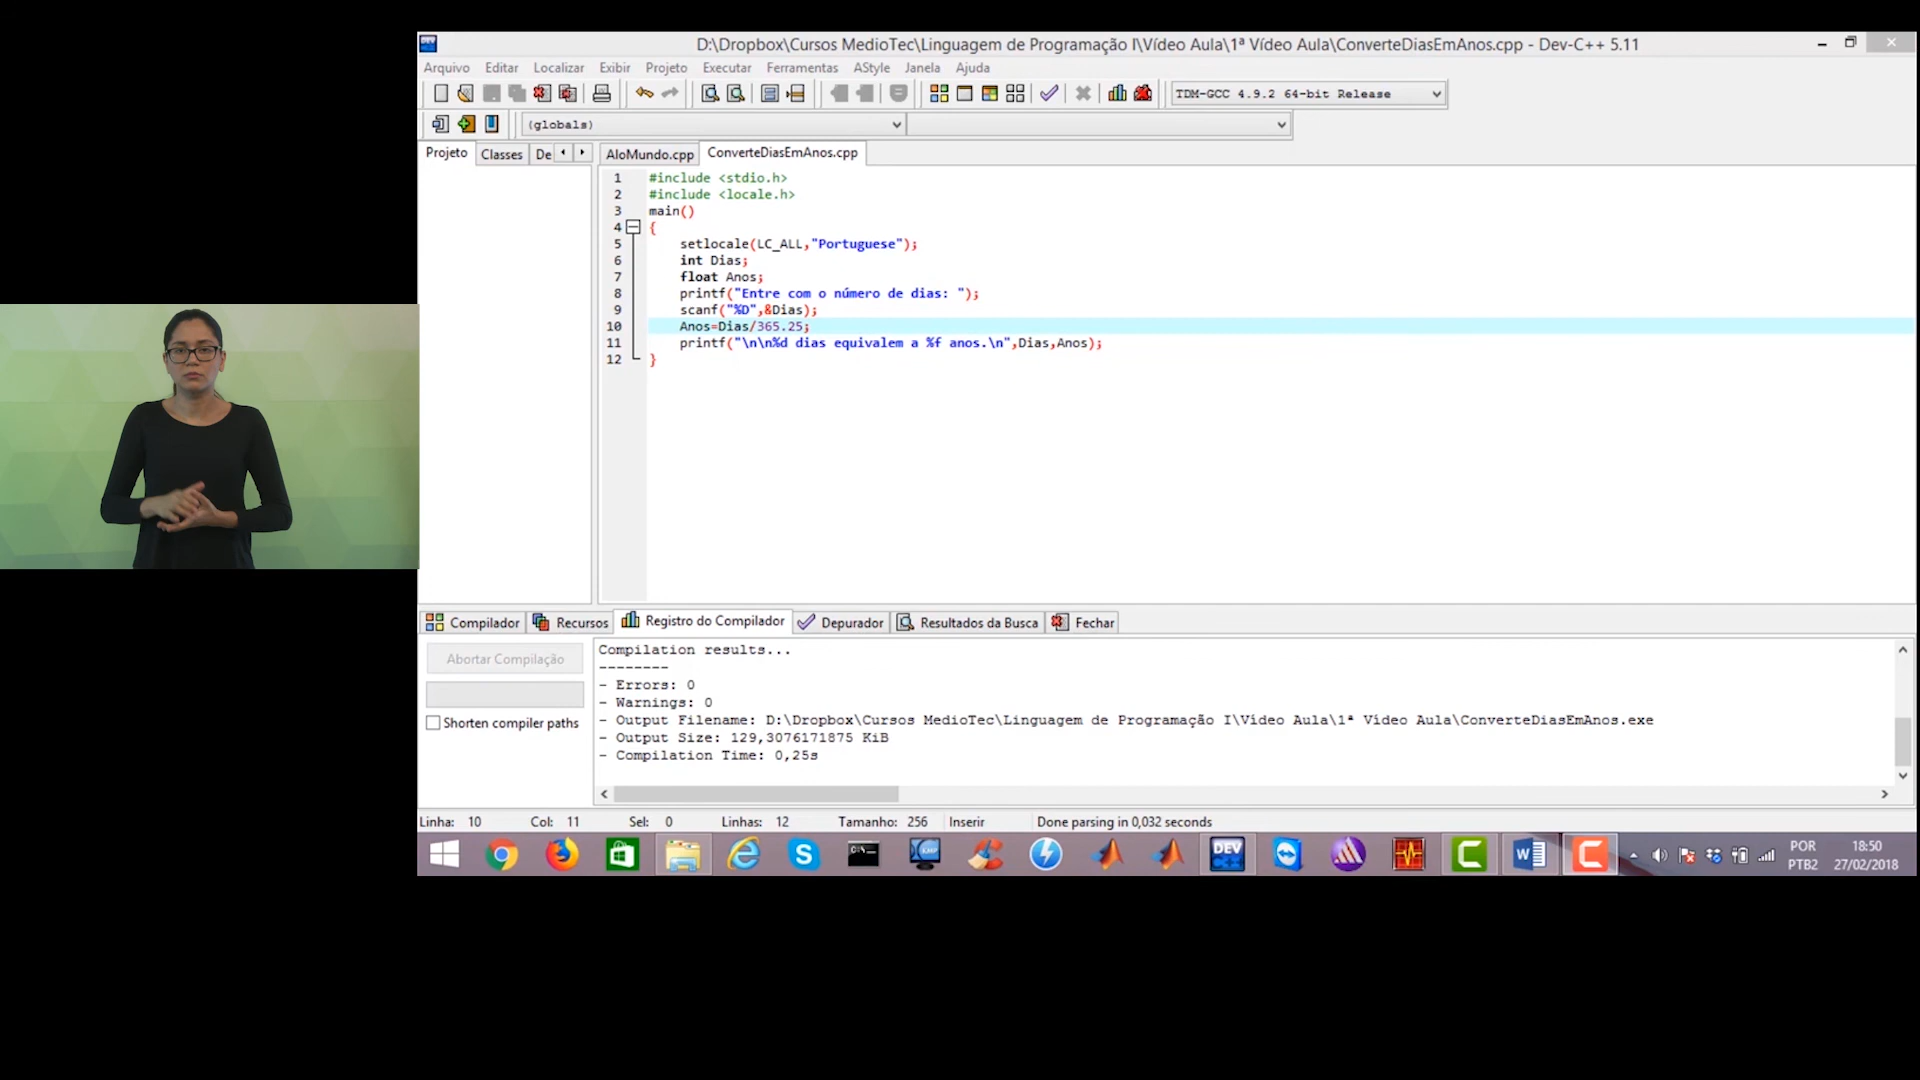 D:\Dropbox\Cursos MedioTec\Linguagem de Programação I\Vídeo Aula\1ª Vídeo Aula\ConverteDiasEmAnos.cpp - Dev-C++ 5.11
Arquivo Editar Localizar Exibir Projeto Executar Ferramentas AStyle Janela Ajuda
TDM-GCC 4.9.2 64-bit Release
(globals)
Projeto Classes De AloMundo.cpp ConverteDiasEmAnos.cpp
1 #include <stdio.h>
2 #include <locale.h>
3 main()
4 {
5 setlocale(LC_ALL,"Portuguese");
6 int Dias;
7 float Anos;
8 printf("Entre com o número de dias: ");
9 scanf("%D",&Dias);
10 Anos=Dias/365.25;
11 printf("\n\n%d dias equivalem a %f anos.\n",Dias,Anos);
12 }
Compilador Recursos Registro do Compilador Depurador Resultados da Busca Fechar
Abortar Compilação
Shorten compiler paths
Compilation results...
--------
- Errors: 0
- Warnings: 0
- Output Filename: D:\Dropbox\Cursos MedioTec\Linguagem de Programação I\Vídeo Aula\1ª Vídeo Aula\ConverteDiasEmAnos.exe
- Output Size: 129,3076171875 KiB
- Compilation Time: 0,25s
Linha: 10 Col: 11 Sel: 0 Linhas: 12 Tamanho: 256 Inserir Done parsing in 0,032 seconds
DEV
POR 18:50
PTB2 27/02/2018